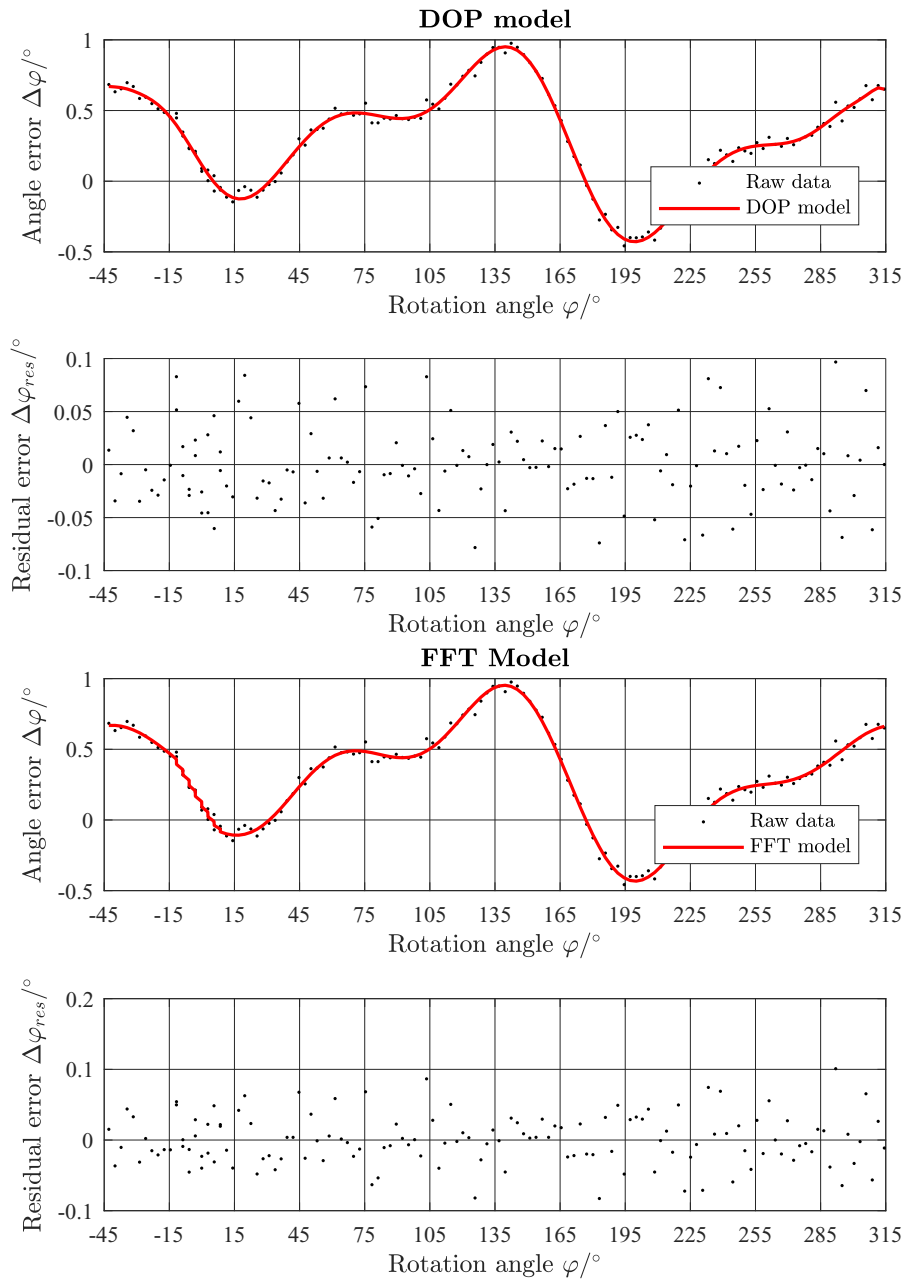 DOP model
Angle error Δφ/°
1
0.5
0
-0.5
Raw data
DOP model
-45 -15 15 45 75 105 135 165 195 225 255 285 315
Rotation angle φ/°
Residual error Δφres/°
0.1
0.05
0
-0.05
-0.1
-45 -15 15 45 75 105 135 165 195 225 255 285 315
Rotation angle φ/°
FFT Model
Angle error Δφ/°
1
0.5
0
-0.5
Raw data
FFT model
-45 -15 15 45 75 105 135 165 195 225 255 285 315
Rotation angle φ/°
Residual error Δφres/°
0.2
0.1
0
-0.1
-45 -15 15 45 75 105 135 165 195 225 255 285 315
Rotation angle φ/°